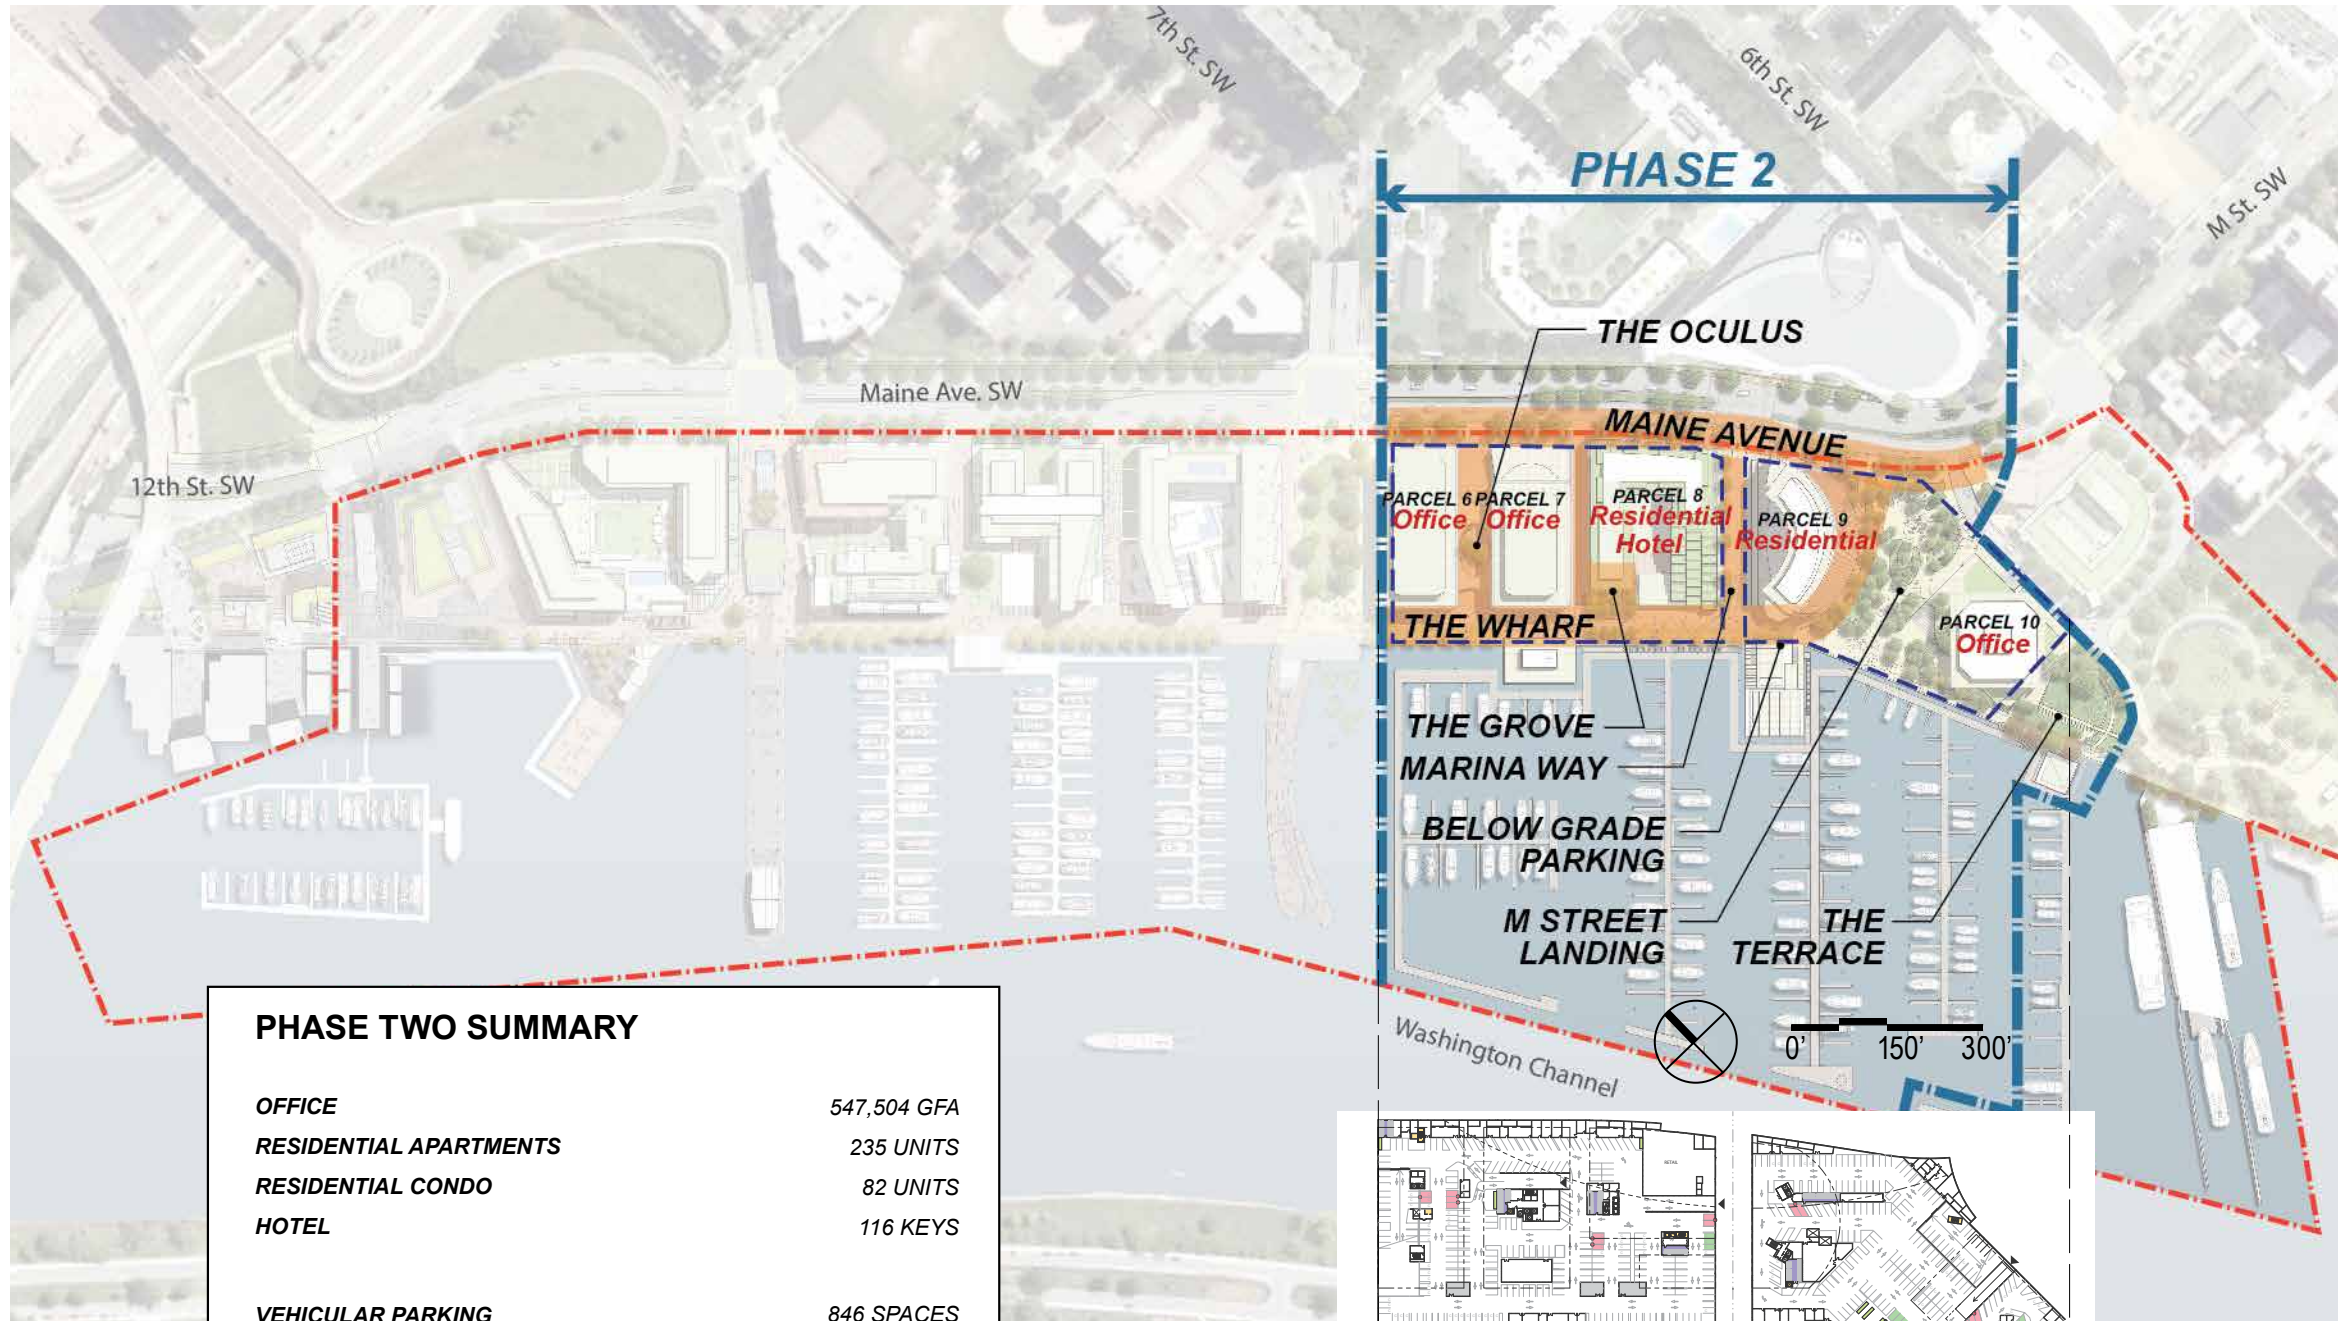 7th St. SW
6th St. SW
M St. SW
PHASE 2
THE OCULUS
Maine Ave. SW
MAINE AVENUE
12th St. SW
PARCEL 6
Office
PARCEL 7
Office
PARCEL 8
Residential
Hotel
PARCEL 9
Residential
PARCEL 10
Office
THE WHARF
THE GROVE
MARINA WAY
BELOW GRADE
PARKING
M STREET
LANDING
THE
TERRACE
Washington Channel
0' 150' 300'
PHASE TWO SUMMARY
OFFICE 547,504 GFA
RESIDENTIAL APARTMENTS 235 UNITS
RESIDENTIAL CONDO 82 UNITS
HOTEL 116 KEYS
VEHICULAR PARKING 846 SPACES
RETAIL